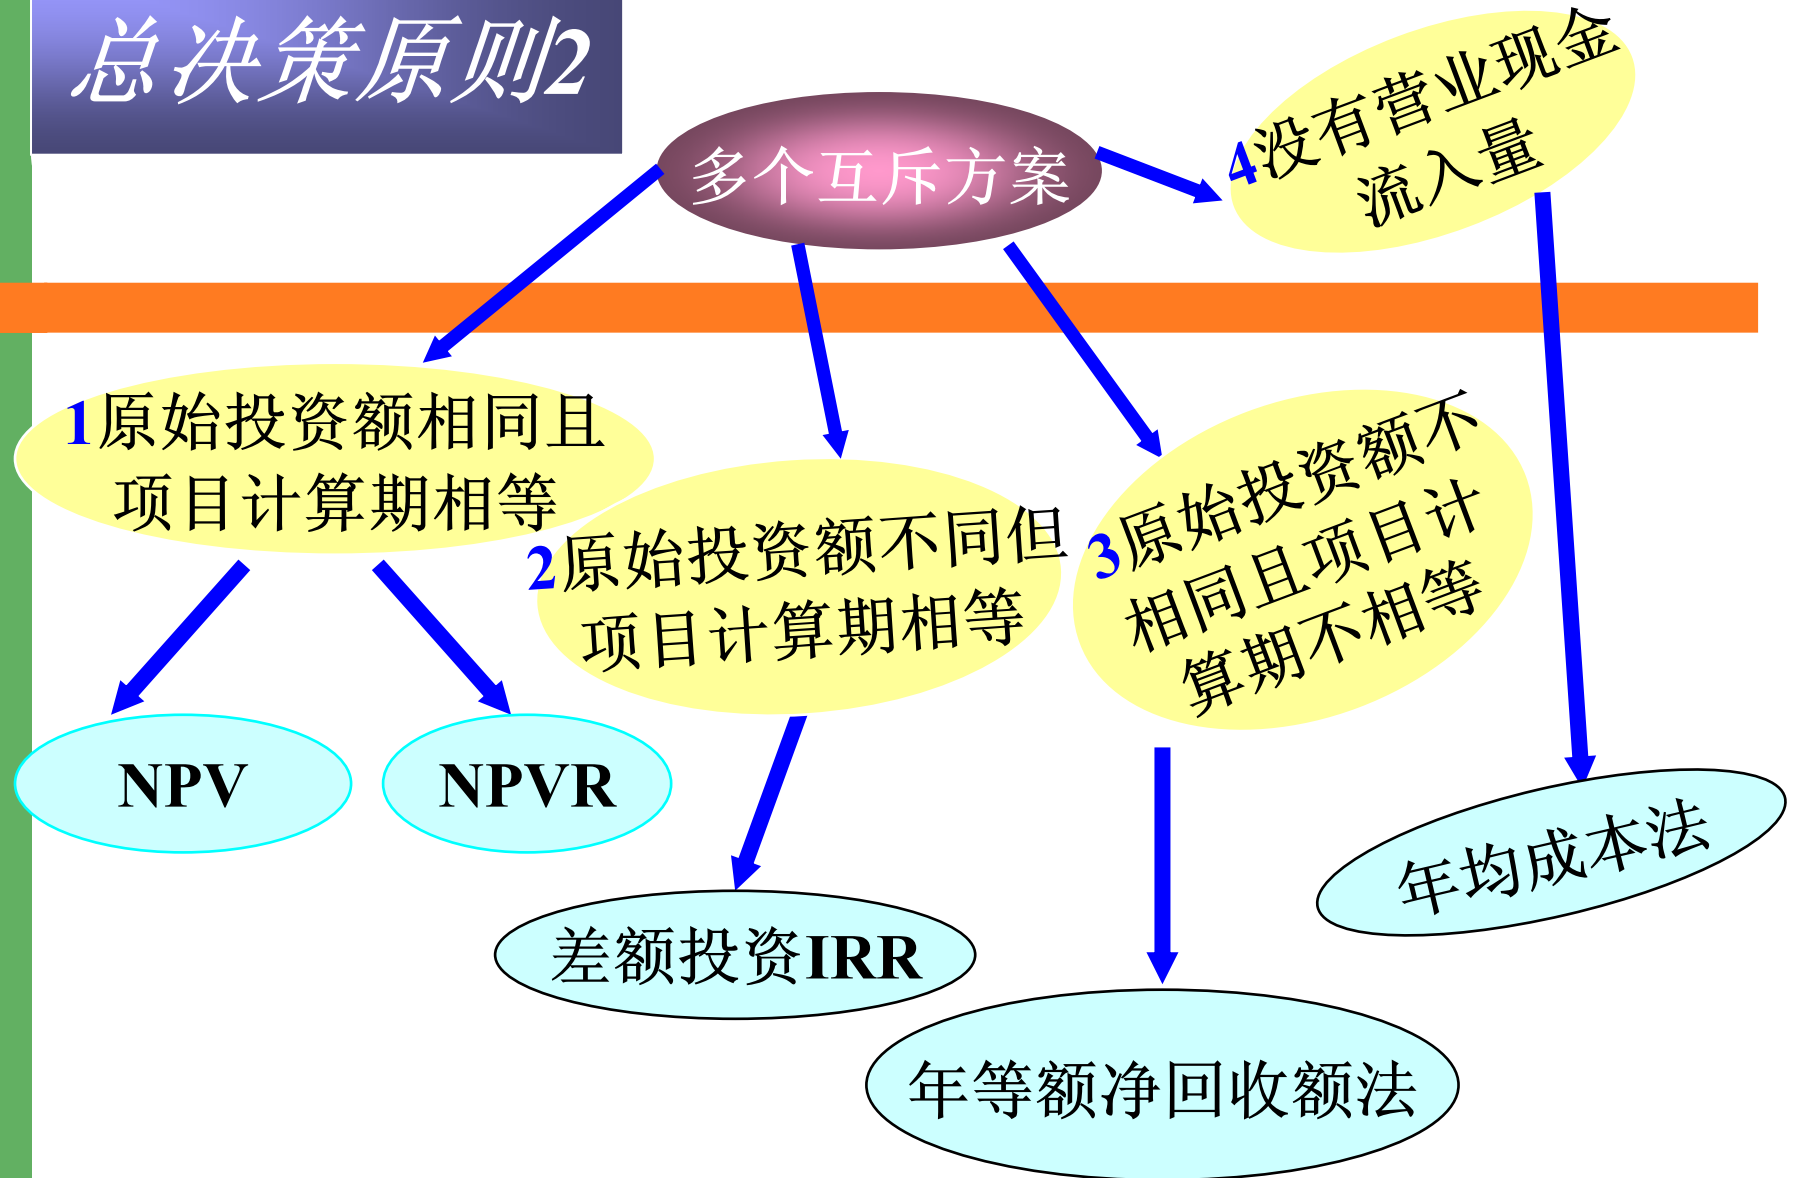 总决策原则2
多个互斥方案
4没有营业现金
流入量
1原始投资额相同且
项目计算期相等
2原始投资额不同但
项目计算期相等
3原始投资额不
相同且项目计
算期不相等
NPV
NPVR
年均成本法
差额投资IRR
年等额净回收额法